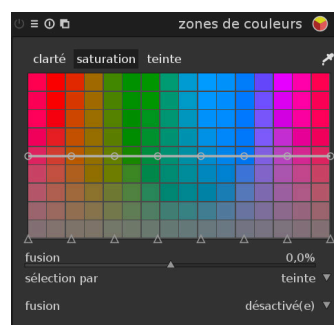 zones de couleurs
clarté saturation teinte
fusion 0,0%
sélection par teinte
fusion désactivé(e)